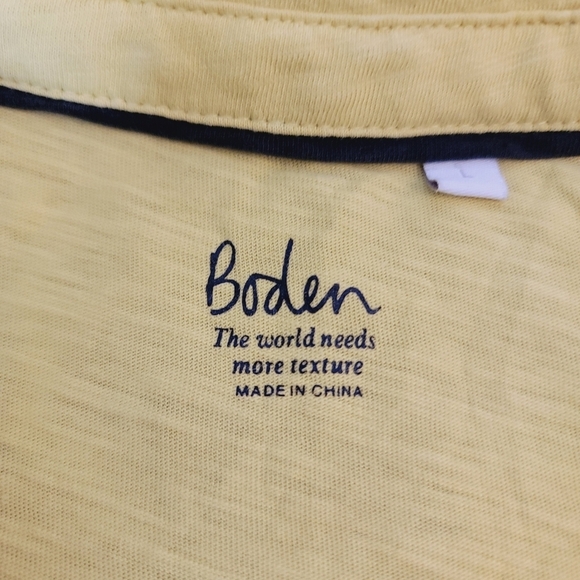 L
Boden
The world needs
more texture
MADE IN CHINA